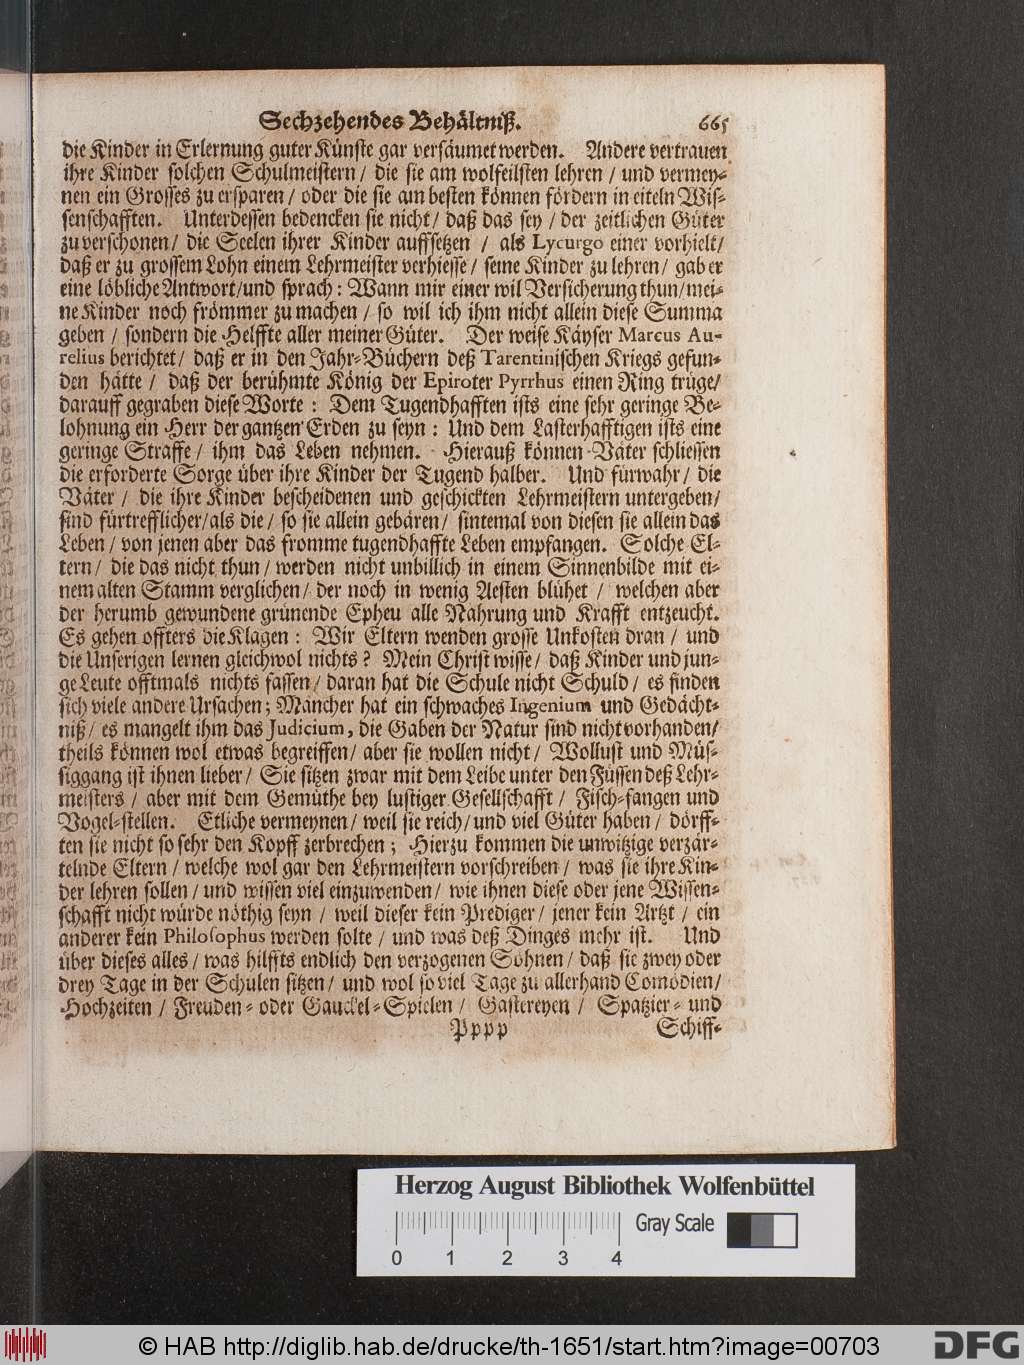 Sechzehendes Behältniß. 665
die Kinder in Erlernung guter Künste gar versäumet werden. Andere vertrauen
ihre Kinder solchen Schulmeistern / die sie am wolfeilsten lehren / und vermey-
nen ein Grosses zu ersparen / oder die sie am besten können fördern in eiteln Wis-
senschafften. Unterdessen bedencken sie nicht / daß das sey / der zeitlichen Güter
zu verschonen / die Seelen ihrer Kinder auffsetzen / als Lycurgo einer vorhielt /
daß er zu grossem Lohn einem Lehrmeister verhiesse / seine Kinder zu lehren / gab er
eine löbliche Antwort / und sprach : Wann mir einer wil Versicherung thun / mei-
ne Kinder noch frömmer zu machen / so wil ich ihm nicht allein diese Summa
geben / sondern die Helffte aller meiner Güter. Der weise Käyser Marcus Au-
relius berichtet / daß er in den Jahr-Büchern deß Tarentinischen Kriegs gefun-
den hätte / daß der berühmte König der Epiroter Pyrrhus einen Ring trüge /
darauff gegraben diese Worte : Dem Tugendhafften ists eine sehr geringe Be-
lohnung ein Herr der gantzen Erden zu seyn : Und dem Lasterhafftigen ists eine
geringe Straffe / ihm das Leben nehmen. Hierauß können Väter schliessen
die erforderte Sorge über ihre Kinder der Tugend halber. Und fürwahr / die
Väter / die ihre Kinder bescheidenen und geschickten Lehrmeistern untergeben /
sind fürtrefflicher / als die / so sie allein gebären / sintemal von diesen sie allein das
Leben / von jenen aber das fromme tugendhaffte Leben empfangen. Solche El-
tern / die das nicht thun / werden nicht unbillich in einem Sinnenbilde mit ei-
nem alten Stamm verglichen / der noch in wenig Aesten blühet / welchen aber
der herumb gewundene grünende Epheu alle Nahrung und Krafft entzeucht.
Es gehen offters die Klagen : Wir Eltern wenden grosse Unkosten dran / und
die Unserigen lernen gleichwol nichts ? Mein Christ wisse / daß Kinder und jun-
ge Leute offtmals nichts fassen / daran hat die Schule nicht Schuld / es finden
sich viele andere Ursachen ; Mancher hat ein schwaches Ingenium und Gedächt-
niß / es mangelt ihm das Judicium, die Gaben der Natur sind nicht vorhanden /
theils können wol etwas begreiffen / aber sie wollen nicht / Wollust und Müs-
siggang ist ihnen lieber / Sie sitzen zwar mit dem Leibe unter den Füssen deß Lehr-
meisters / aber mit dem Gemüthe bey lustiger Gesellschafft / Fisch-fangen und
Vogel-stellen. Etliche vermeynen / weil sie reich / und viel Güter haben / dörff-
ten sie nicht so sehr den Kopff zerbrechen ; Hierzu kommen die unwitzige verzär-
telnde Eltern / welche wol gar den Lehrmeistern vorschreiben / was sie ihre Kin-
der lehren sollen / und wissen viel einzuwenden / wie ihnen diese oder jene Wissen-
schafft nicht würde nöthig seyn / weil dieser kein Prediger / jener kein Artzt / ein
anderer kein Philosophus werden solte / und was deß Dinges mehr ist. Und
über dieses alles / was hilffts endlich den verzogenen Söhnen / daß sie zwey oder
drey Tage in der Schulen sitzen / und wol so viel Tage zu allerhand Comödien /
Hochzeiten / Freuden- oder Gauckel-Spielen / Gastereyen / Spatzier- und
Pppp Schiff-
Herzog August Bibliothek Wolfenbüttel
Gray Scale
0 1 2 3 4
© HAB http://diglib.hab.de/drucke/th-1651/start.htm?image=00703
DFG